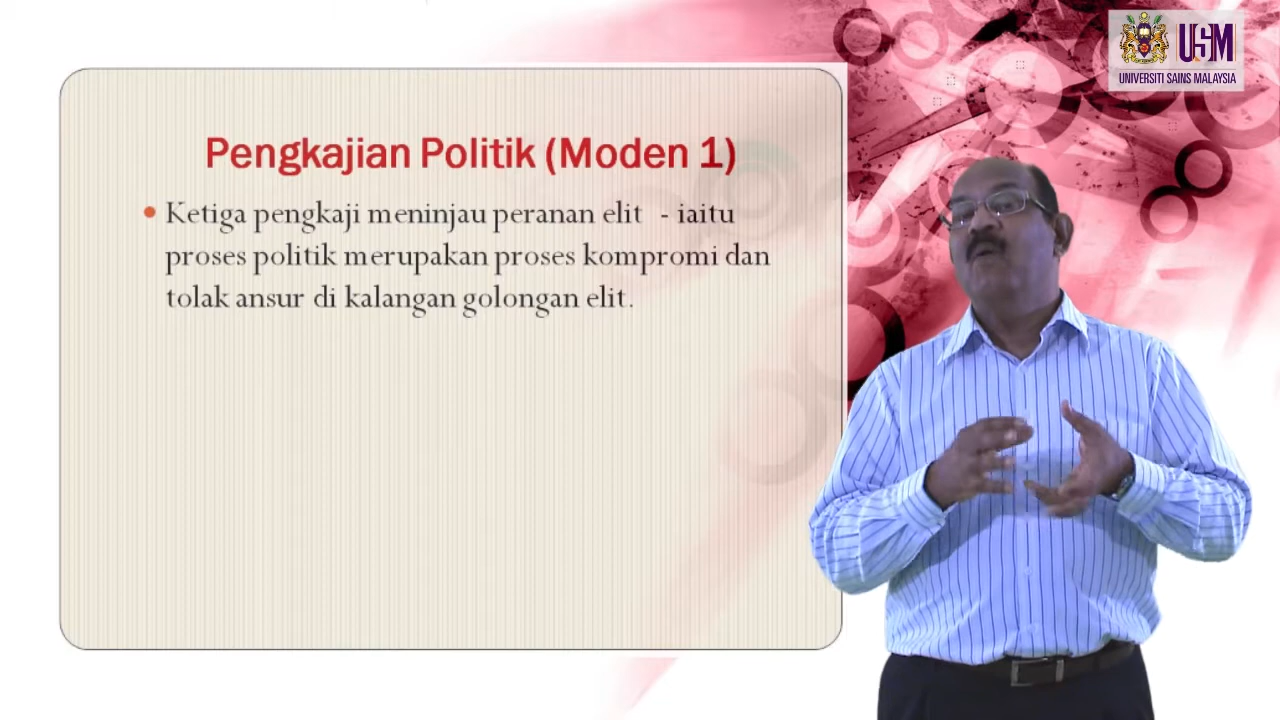 USM
UNIVERSITI SAINS MALAYSIA
Pengkajian Politik (Moden 1)
Ketiga pengkaji meninjau peranan elit - iaitu
proses politik merupakan proses kompromi dan
tolak ansur di kalangan golongan elit.